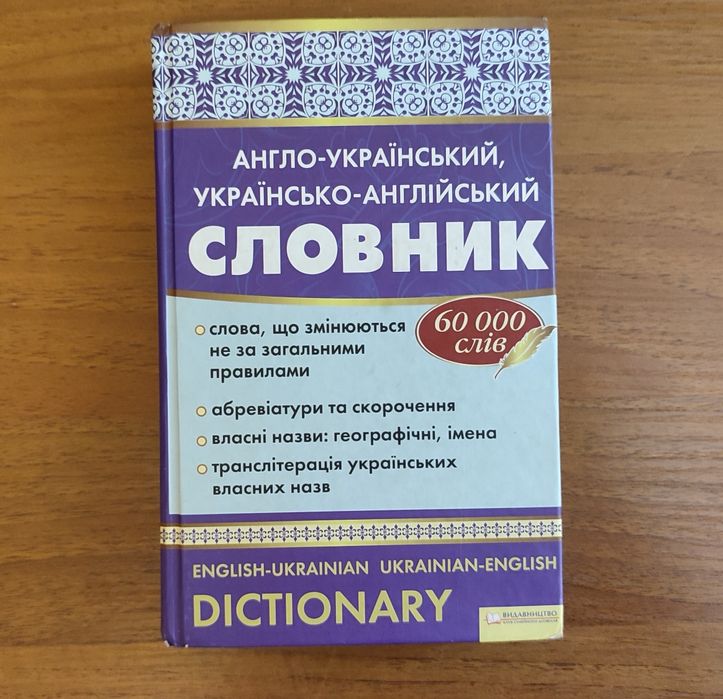 АНГЛО-УКРАЇНСЬКИЙ,
УКРАЇНСЬКО-АНГЛІЙСЬКИЙ
СЛОВНИК
60 000
слів
слова, що змінюються
не за загальними
правилами
абревіатури та скорочення
власні назви: географічні, імена
транслітерація українських
власних назв
ENGLISH-UKRAINIAN UKRAINIAN-ENGLISH
DICTIONARY
ВИДАВНИЦТВО